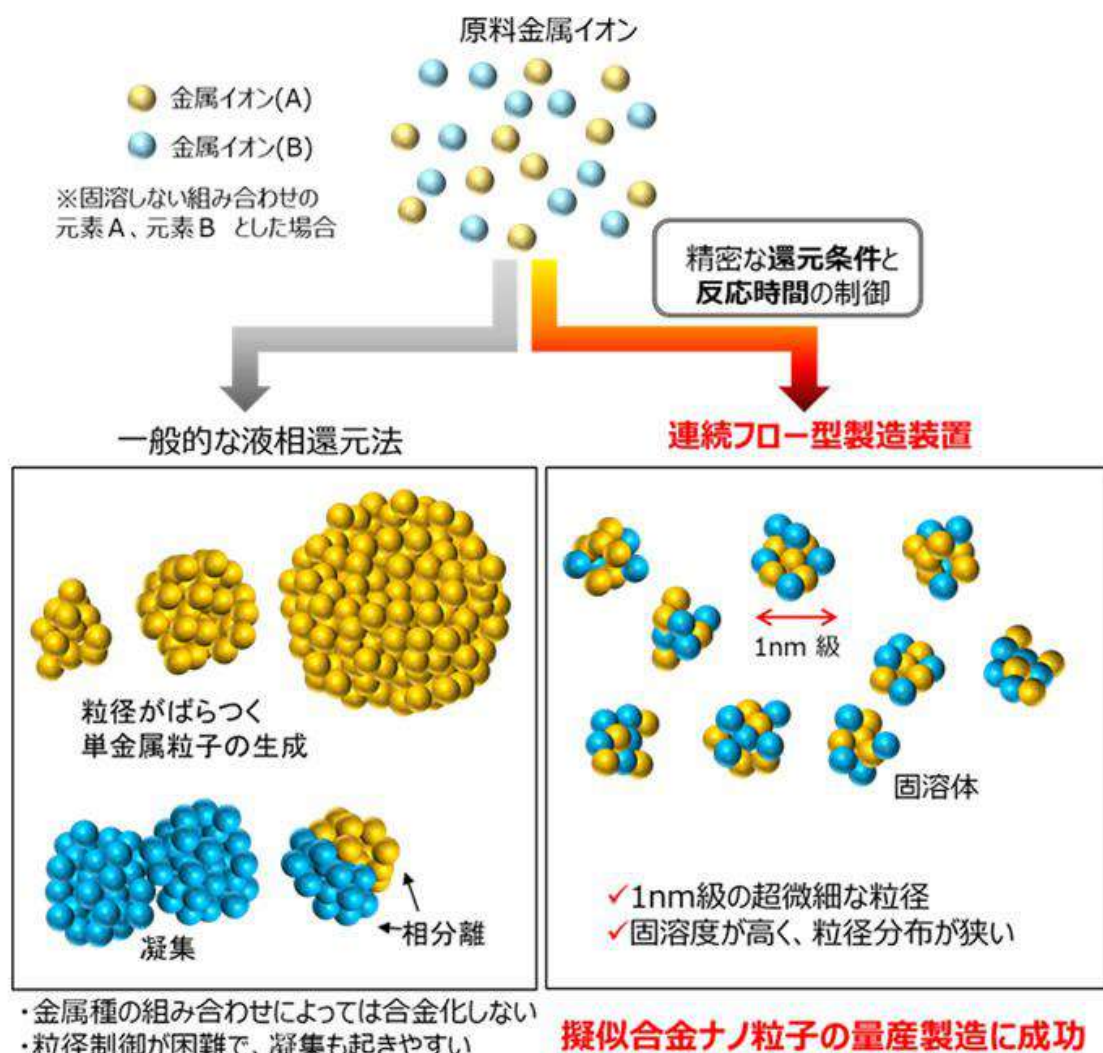 原料金属イオン
金属イオン(A)
金属イオン(B)
※固溶しない組み合わせの
元素A、元素B とした場合
精密な還元条件と
反応時間の制御
一般的な液相還元法
粒径がばらつく
単金属粒子の生成
凝集
相分離
・金属種の組み合わせによっては合金化しない
・粒径制御が困難で、凝集も起きやすい
連続フロー型製造装置
1nm 級
固溶体
✓1nm級の超微細な粒径
✓固溶度が高く、粒径分布が狭い
擬似合金ナノ粒子の量産製造に成功